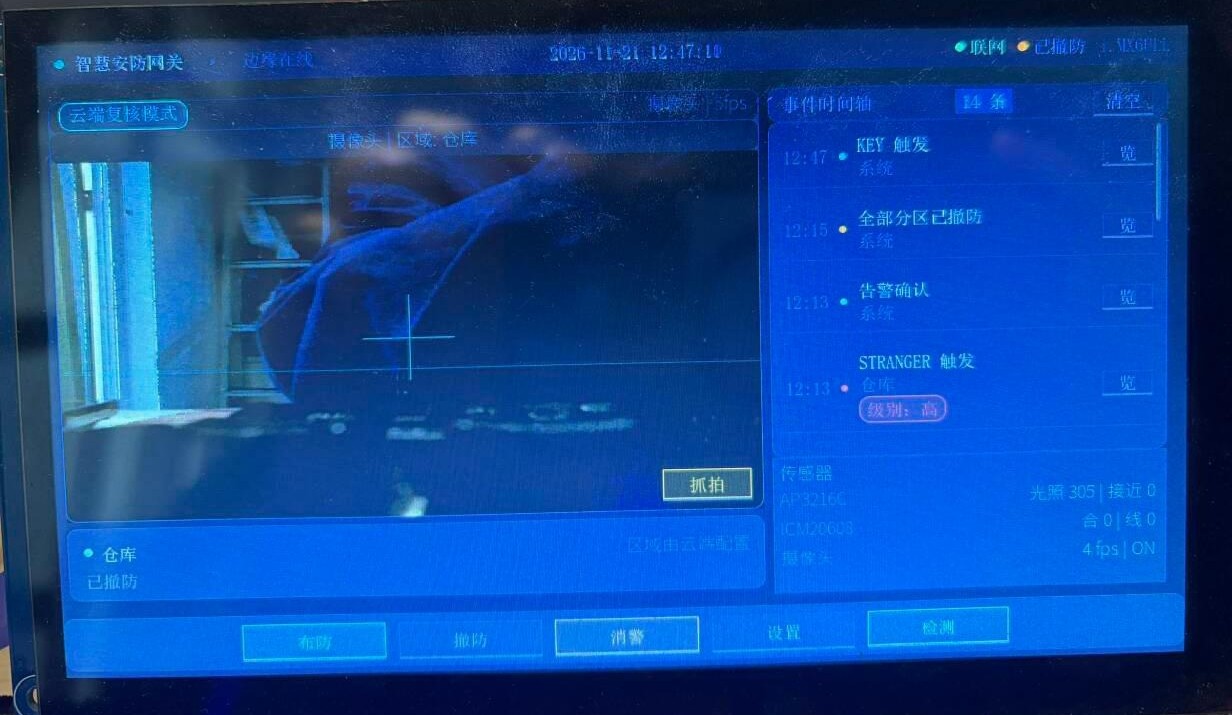 智慧安防网关
边缘在线
2026-11-21 12:47:10
联网
已撤防
i.MX6ULL
云端复核模式
摄像头 | 5fps
摄像头 | 区域: 仓库
抓拍
仓库
已撤防
区域由云端配置
事件时间轴
14 条
清空
12:47
KEY 触发
系统
览
12:15
全部分区已撤防
系统
览
12:13
告警确认
系统
览
12:13
STRANGER 触发
仓库
级别: 高
览
传感器
AP3216C
光照 305 | 接近 0
ICM20608
合 0 | 线 0
摄像头
4 fps | ON
布防
撤防
消警
设置
检测